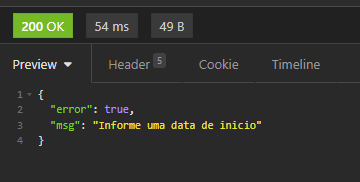 200 OK 54 ms 49 B
Preview Header 5 Cookie Timeline
1 {
2 "error": true,
3 "msg": "Informe uma data de inicio"
4 }